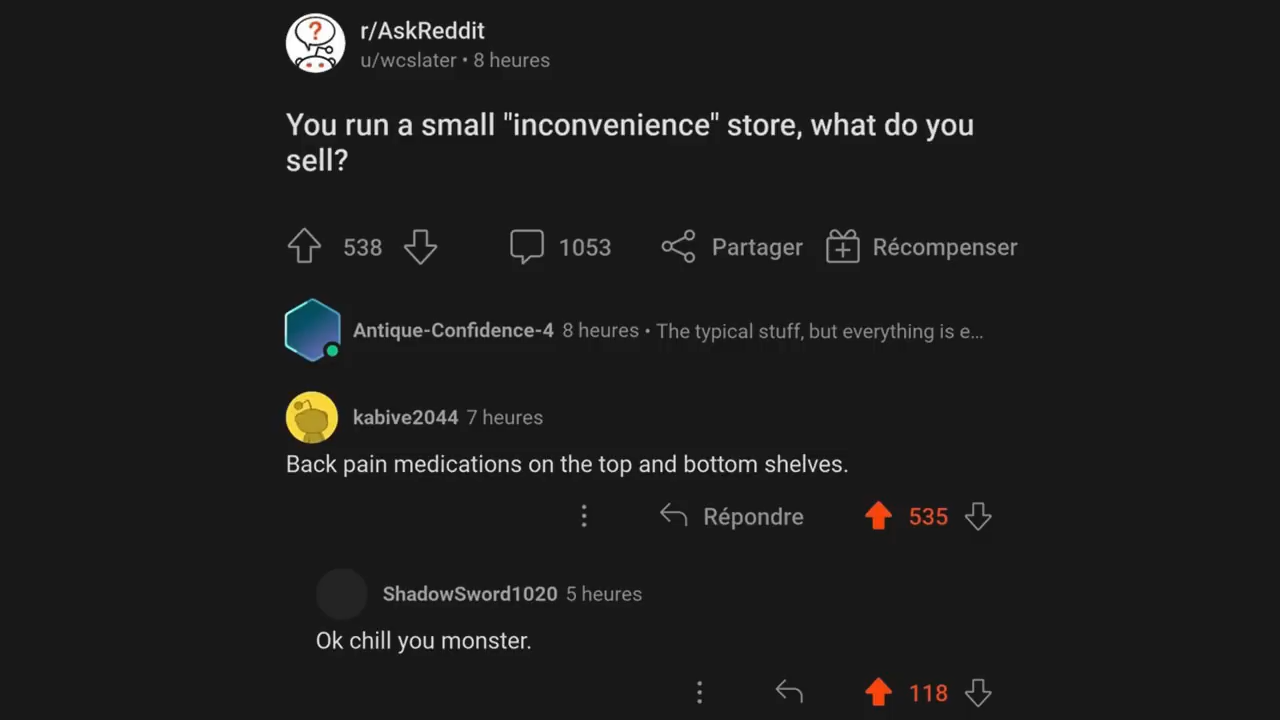 r/AskReddit
u/wcslater • 8 heures
You run a small "inconvenience" store, what do you
sell?
538 1053 Partager Récompenser
Antique-Confidence-4 8 heures • The typical stuff, but everything is e...
kabive2044 7 heures
Back pain medications on the top and bottom shelves.
Répondre 535
ShadowSword1020 5 heures
Ok chill you monster.
118